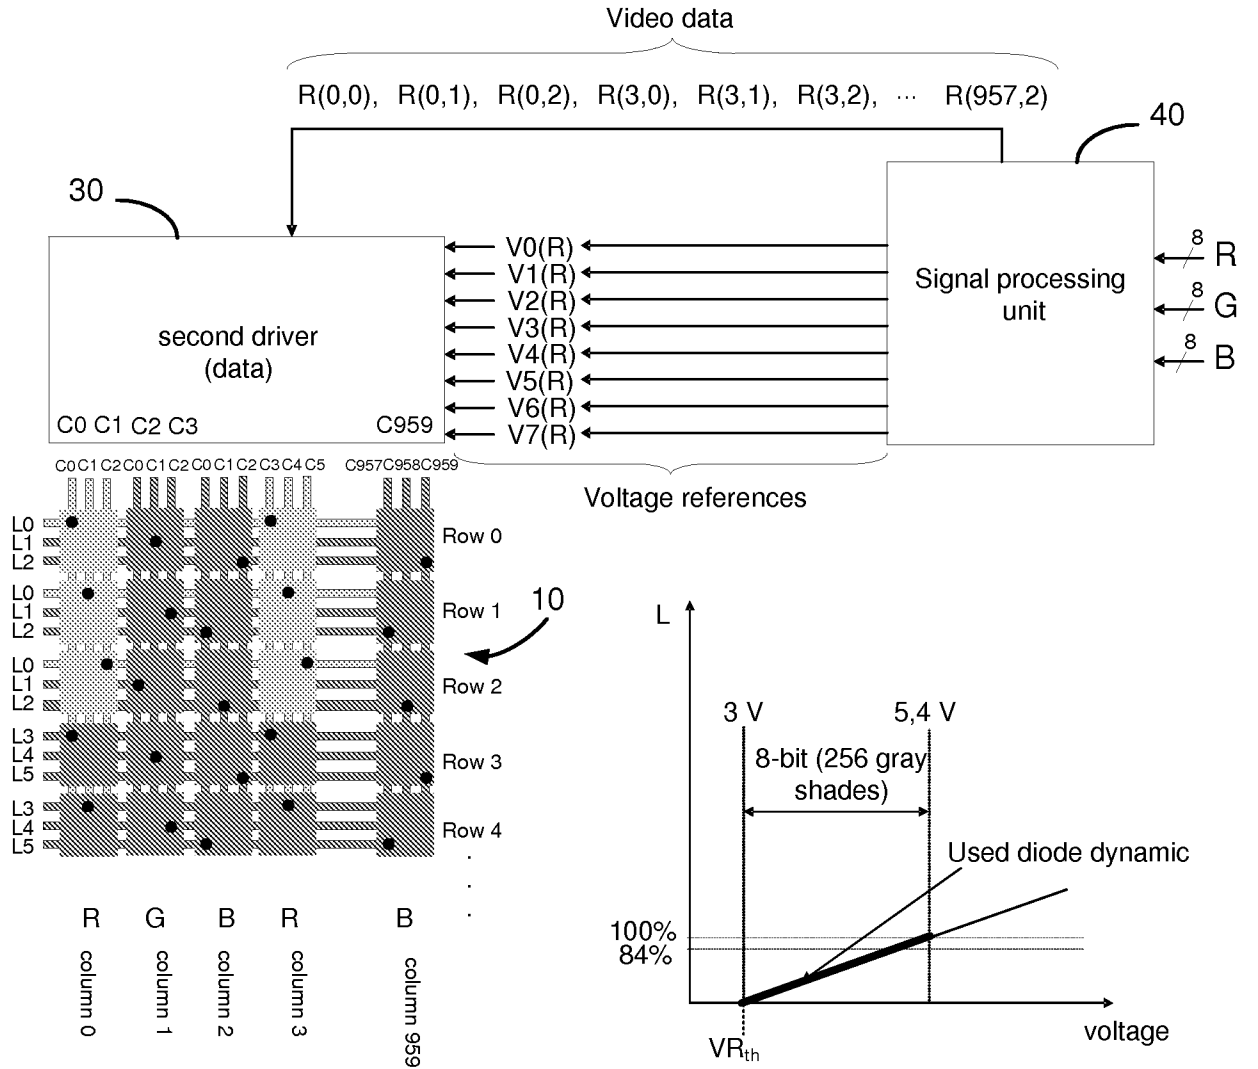 Video data
R(0,0), R(0,1), R(0,2), R(3,0), R(3,1), R(3,2), ... R(957,2)
40
30
V0(R)
V1(R)
V2(R)
V3(R)
V4(R)
V5(R)
V6(R)
V7(R)
Signal processing
unit
8 R
8 G
8 B
second driver
(data)
C0 C1 C2 C3 C959
C0 C1 C2 C0 C1 C2 C0 C1 C2 C3 C4 C5 C957 C958 C959
Voltage references
L0
L1
L2
Row 0
L0
L1
L2
Row 1
L0
L1
L2
Row 2
L3
L4
L5
Row 3
L3
L4
L5
Row 4
10
R G B R B
column 0
column 1
column 2
column 3
column 959
L
3 V
5,4 V
8-bit (256 gray
shades)
Used diode dynamic
100%
84%
voltage
VRth